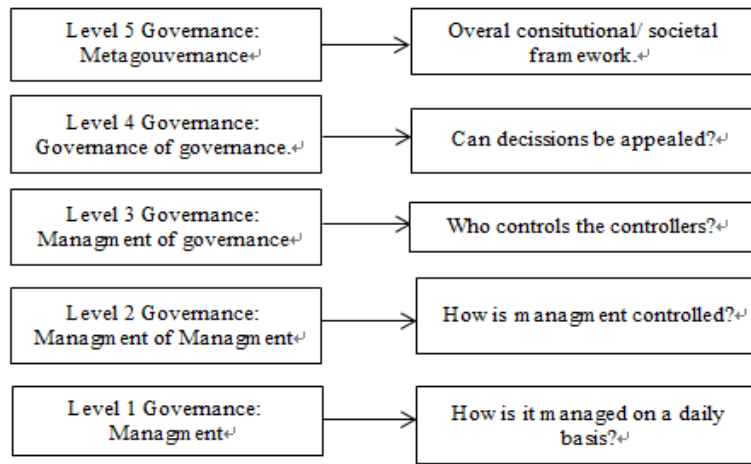 Level 5 Governance:
Metagouvernance↵
Overal consitutional/ societal
framework.↵
Level 4 Governance:
Governance of governance.↵
Can decissions be appealed?↵
Level 3 Governance:
Managment of governance↵
Who controls the controllers?↵
Level 2 Governance:
Managment of Managment↵
How is managment controlled?↵
Level 1 Governance:
Managment↵
How is it managed on a daily
basis?↵